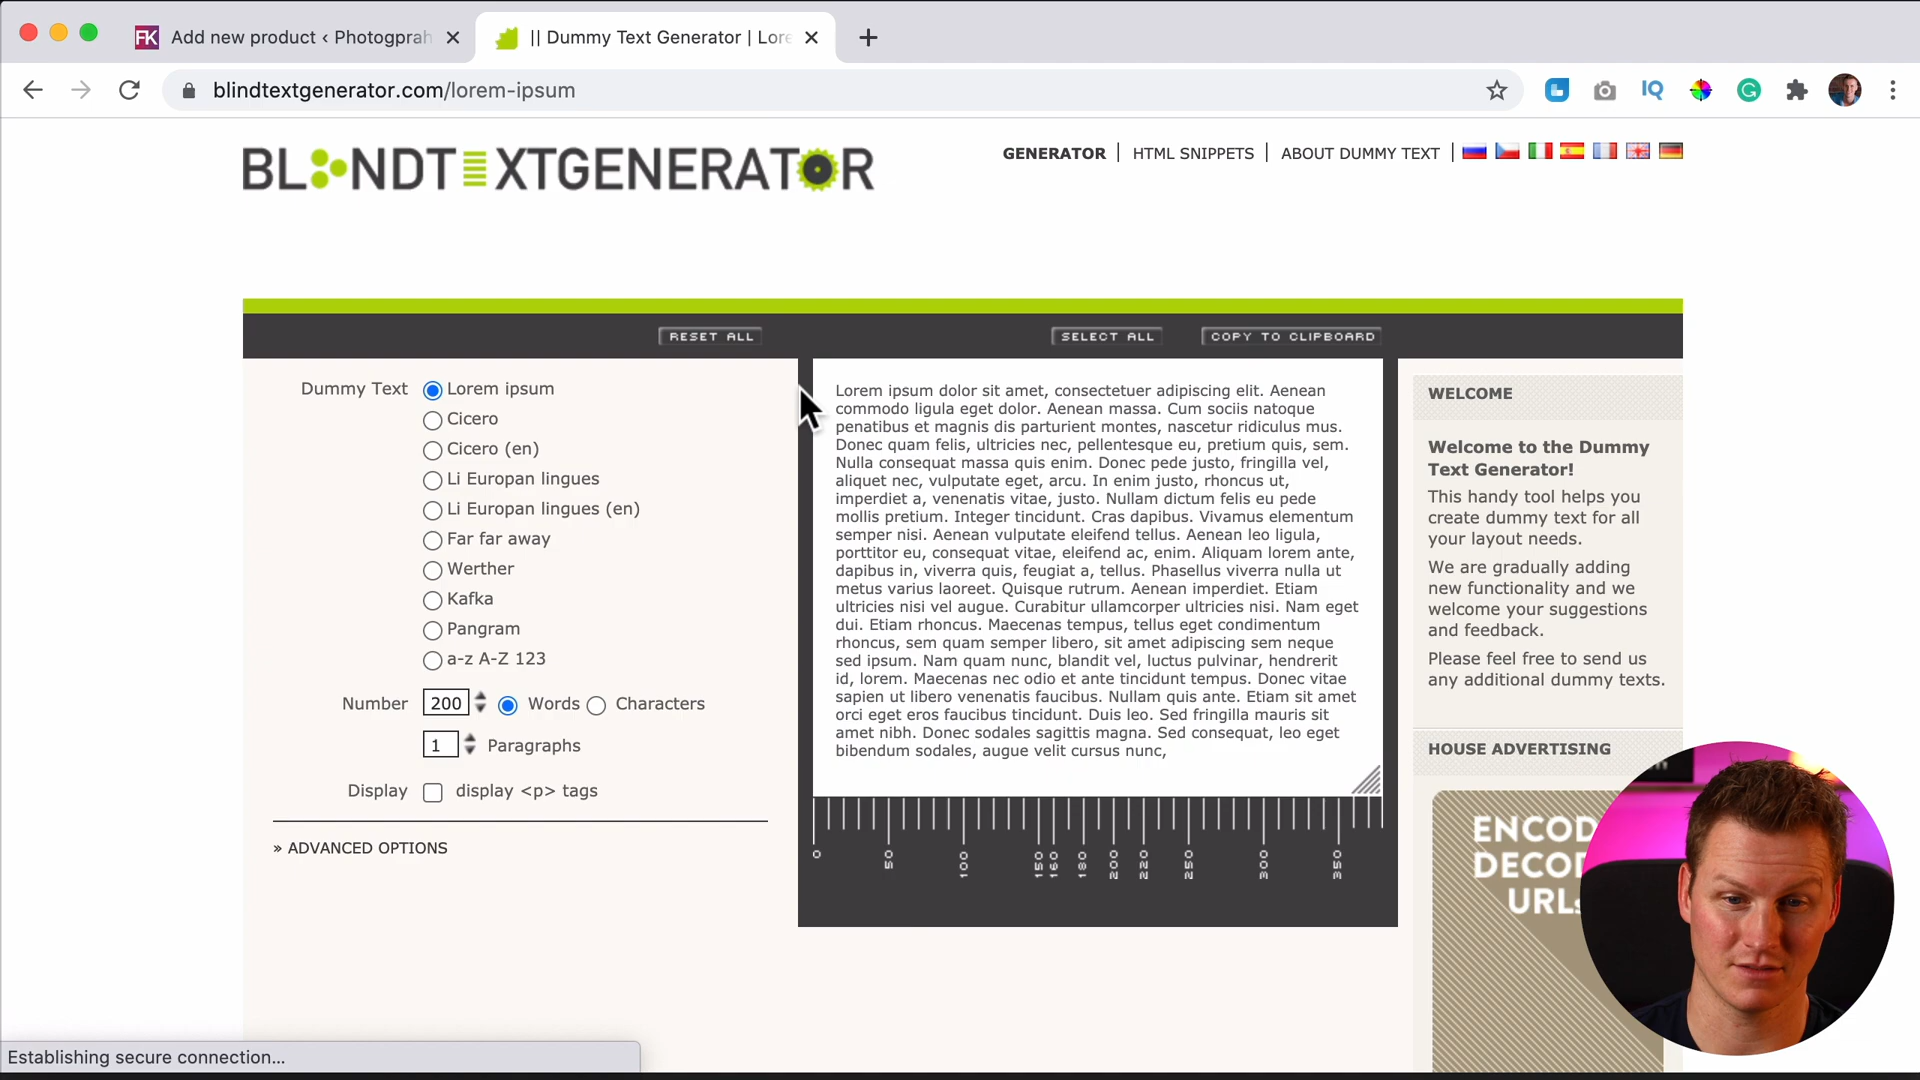 FK Add new product ‹ Photogprah
|| Dummy Text Generator | Lore
blindtextgenerator.com/lorem-ipsum
IQ
G
BLINDTEXTGENERATOR
GENERATOR | HTML SNIPPETS | ABOUT DUMMY TEXT |
RESET ALL
SELECT ALL
COPY TO CLIPBOARD
Dummy Text
Lorem ipsum
Cicero
Cicero (en)
Li Europan lingues
Li Europan lingues (en)
Far far away
Werther
Kafka
Pangram
a-z A-Z 123
Number 200 Words Characters
1 Paragraphs
Display display <p> tags
» ADVANCED OPTIONS
Lorem ipsum dolor sit amet, consectetuer adipiscing elit. Aenean
commodo ligula eget dolor. Aenean massa. Cum sociis natoque
penatibus et magnis dis parturient montes, nascetur ridiculus mus.
Donec quam felis, ultricies nec, pellentesque eu, pretium quis, sem.
Nulla consequat massa quis enim. Donec pede justo, fringilla vel,
aliquet nec, vulputate eget, arcu. In enim justo, rhoncus ut,
imperdiet a, venenatis vitae, justo. Nullam dictum felis eu pede
mollis pretium. Integer tincidunt. Cras dapibus. Vivamus elementum
semper nisi. Aenean vulputate eleifend tellus. Aenean leo ligula,
porttitor eu, consequat vitae, eleifend ac, enim. Aliquam lorem ante,
dapibus in, viverra quis, feugiat a, tellus. Phasellus viverra nulla ut
metus varius laoreet. Quisque rutrum. Aenean imperdiet. Etiam
ultricies nisi vel augue. Curabitur ullamcorper ultricies nisi. Nam eget
dui. Etiam rhoncus. Maecenas tempus, tellus eget condimentum
rhoncus, sem quam semper libero, sit amet adipiscing sem neque
sed ipsum. Nam quam nunc, blandit vel, luctus pulvinar, hendrerit
id, lorem. Maecenas nec odio et ante tincidunt tempus. Donec vitae
sapien ut libero venenatis faucibus. Nullam quis ante. Etiam sit amet
orci eget eros faucibus tincidunt. Duis leo. Sed fringilla mauris sit
amet nibh. Donec sodales sagittis magna. Sed consequat, leo eget
bibendum sodales, augue velit cursus nunc,
0 50 100 150 160 180 200 220 250 300 350
WELCOME
Welcome to the Dummy
Text Generator!
This handy tool helps you
create dummy text for all
your layout needs.
We are gradually adding
new functionality and we
welcome your suggestions
and feedback.
Please feel free to send us
any additional dummy texts.
HOUSE ADVERTISING
ENCOD
DECO
URLs
Establishing secure connection...